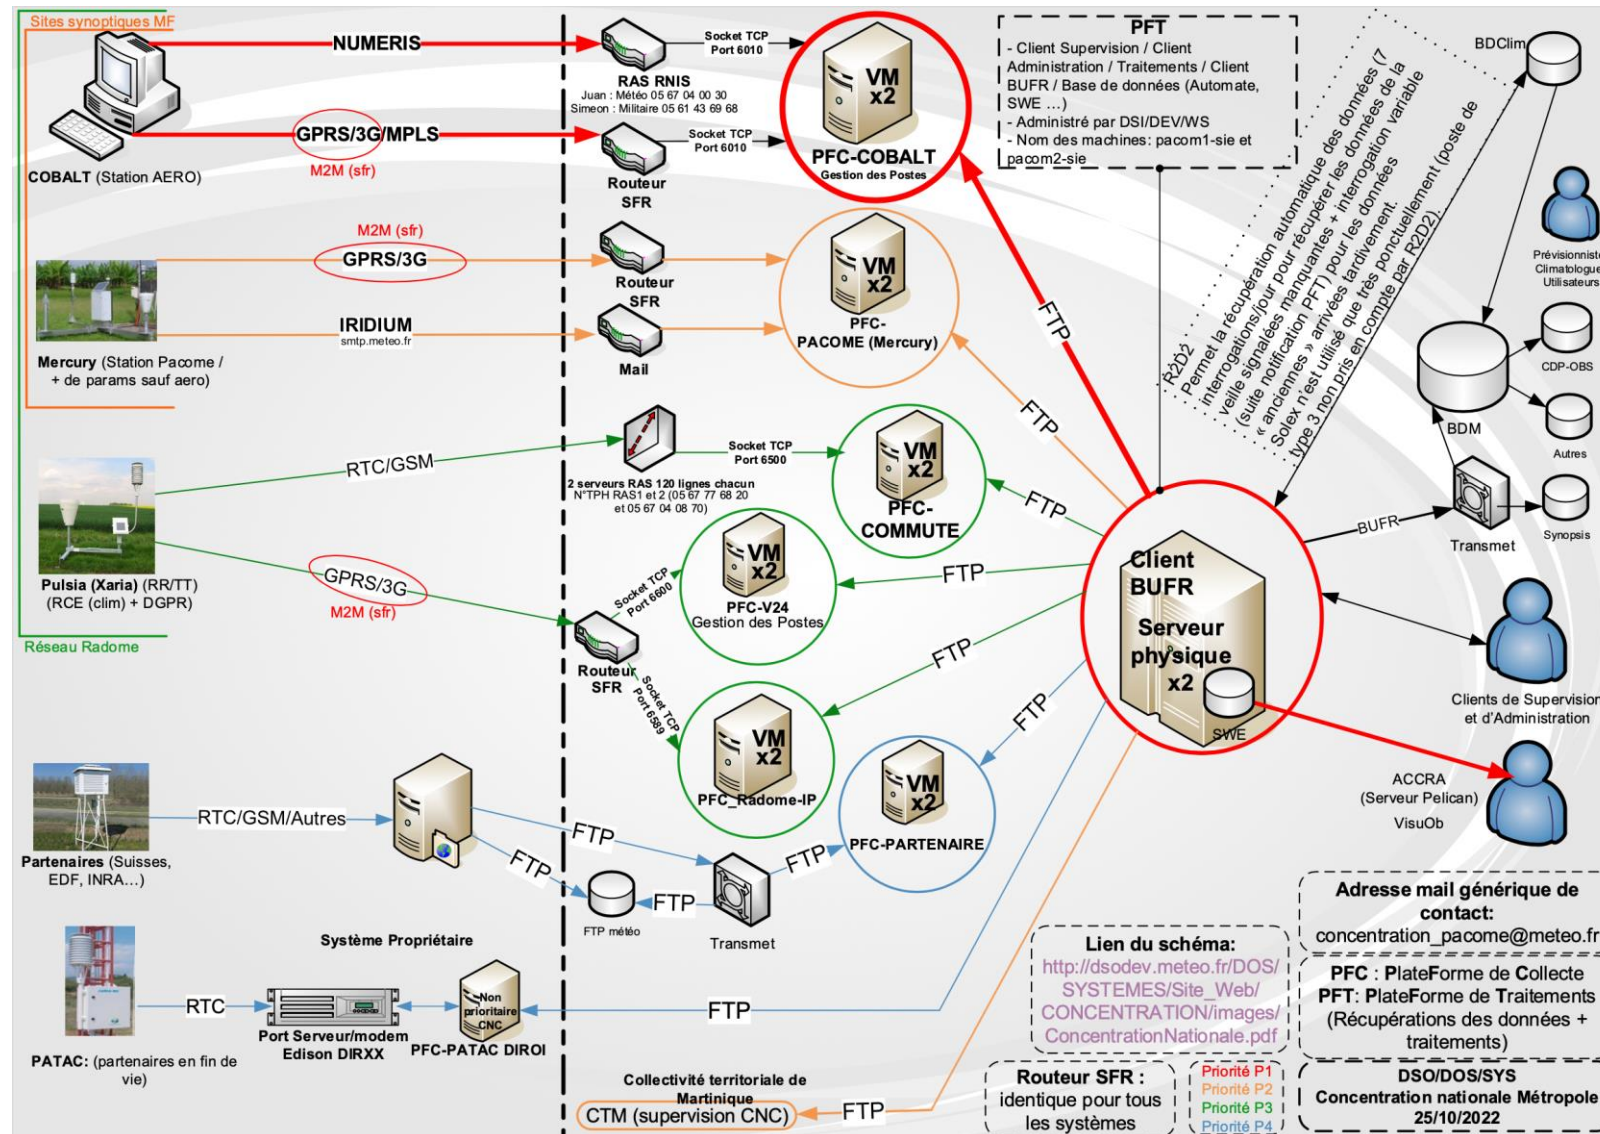 Sites synoptiques MF
NUMERIS
Socket TCP
Port 6010
RAS RNIS
Juan : Météo 05 67 04 00 30
Simeon : Militaire 05 61 43 69 68
VM
x2
PFC-COBALT
Gestion des Postes
GPRS/3G/MPLS
M2M (sfr)
Socket TCP
Port 6010
Routeur
SFR
COBALT (Station AERO)
PFT
- Client Supervision / Client
Administration / Traitements / Client
BUFR / Base de données (Automate,
SWE ...)
- Administré par DSI/DEV/WS
- Nom des machines: pacom1-sie et
pacom2-sie
R2D2
Permet la récupération automatique des données (7
interrogations/jour pour récupérer les données de la
veille signalées manquantes + interrogation variable
(suite notification PFT) pour les données
« anciennes » arrivées tardivement.
Solex n'est utilisé que très ponctuellement (poste de
type 3 non pris en compte par R2D2)
BDClim
Prévisionniste
Climatologue
Utilisateurs
CDP-OBS
BDM
Autres
Transmet
Synopsis
BUFR
M2M (sfr)
GPRS/3G
Routeur
SFR
IRIDIUM
smtp.meteo.fr
Mail
VM
x2
PFC-
PACOME (Mercury)
Mercury (Station Pacome /
+ de params sauf aero)
FTP
FTP
RTC/GSM
Socket TCP
Port 6500
2 serveurs RAS 120 lignes chacun
N°TPH RAS1 et 2 (05 67 77 68 20
et 05 67 04 08 70)
VM
x2
PFC-
COMMUTE
FTP
Pulsia (Xaria) (RR/TT)
(RCE (clim) + DGPR)
GPRS/3G
M2M (sfr)
Réseau Radome
Routeur
SFR
Socket TCP
Port 6600
VM
x2
PFC-V24
Gestion des Postes
FTP
Socket TCP
Port 6589
VM
x2
PFC_Radome-IP
FTP
Client
BUFR
Serveur
physique
x2
SWE
Clients de Supervision
et d'Administration
ACCRA
(Serveur Pelican)
VisuOb
Partenaires (Suisses,
EDF, INRA...)
RTC/GSM/Autres
FTP
FTP
FTP météo
FTP
Transmet
FTP
VM
x2
PFC-PARTENAIRE
FTP
PATAC: (partenaires en fin de
vie)
RTC
Système Propriétaire
Port Serveur/modem
Edison DIRXX
Non
prioritaire
CNC
PFC-PATAC DIROI
FTP
Collectivité territoriale de
Martinique
CTM (supervision CNC)
FTP
Lien du schéma:
http://dsodev.meteo.fr/DOS/
SYSTEMES/Site_Web/
CONCENTRATION/images/
ConcentrationNationale.pdf
Adresse mail générique de
contact:
concentration_pacome@meteo.fr
PFC : PlateForme de Collecte
PFT: PlateForme de Traitements
(Récupérations des données +
traitements)
Routeur SFR :
identique pour tous
les systèmes
Priorité P1
Priorité P2
Priorité P3
Priorité P4
DSO/DOS/SYS
Concentration nationale Métropole
25/10/2022